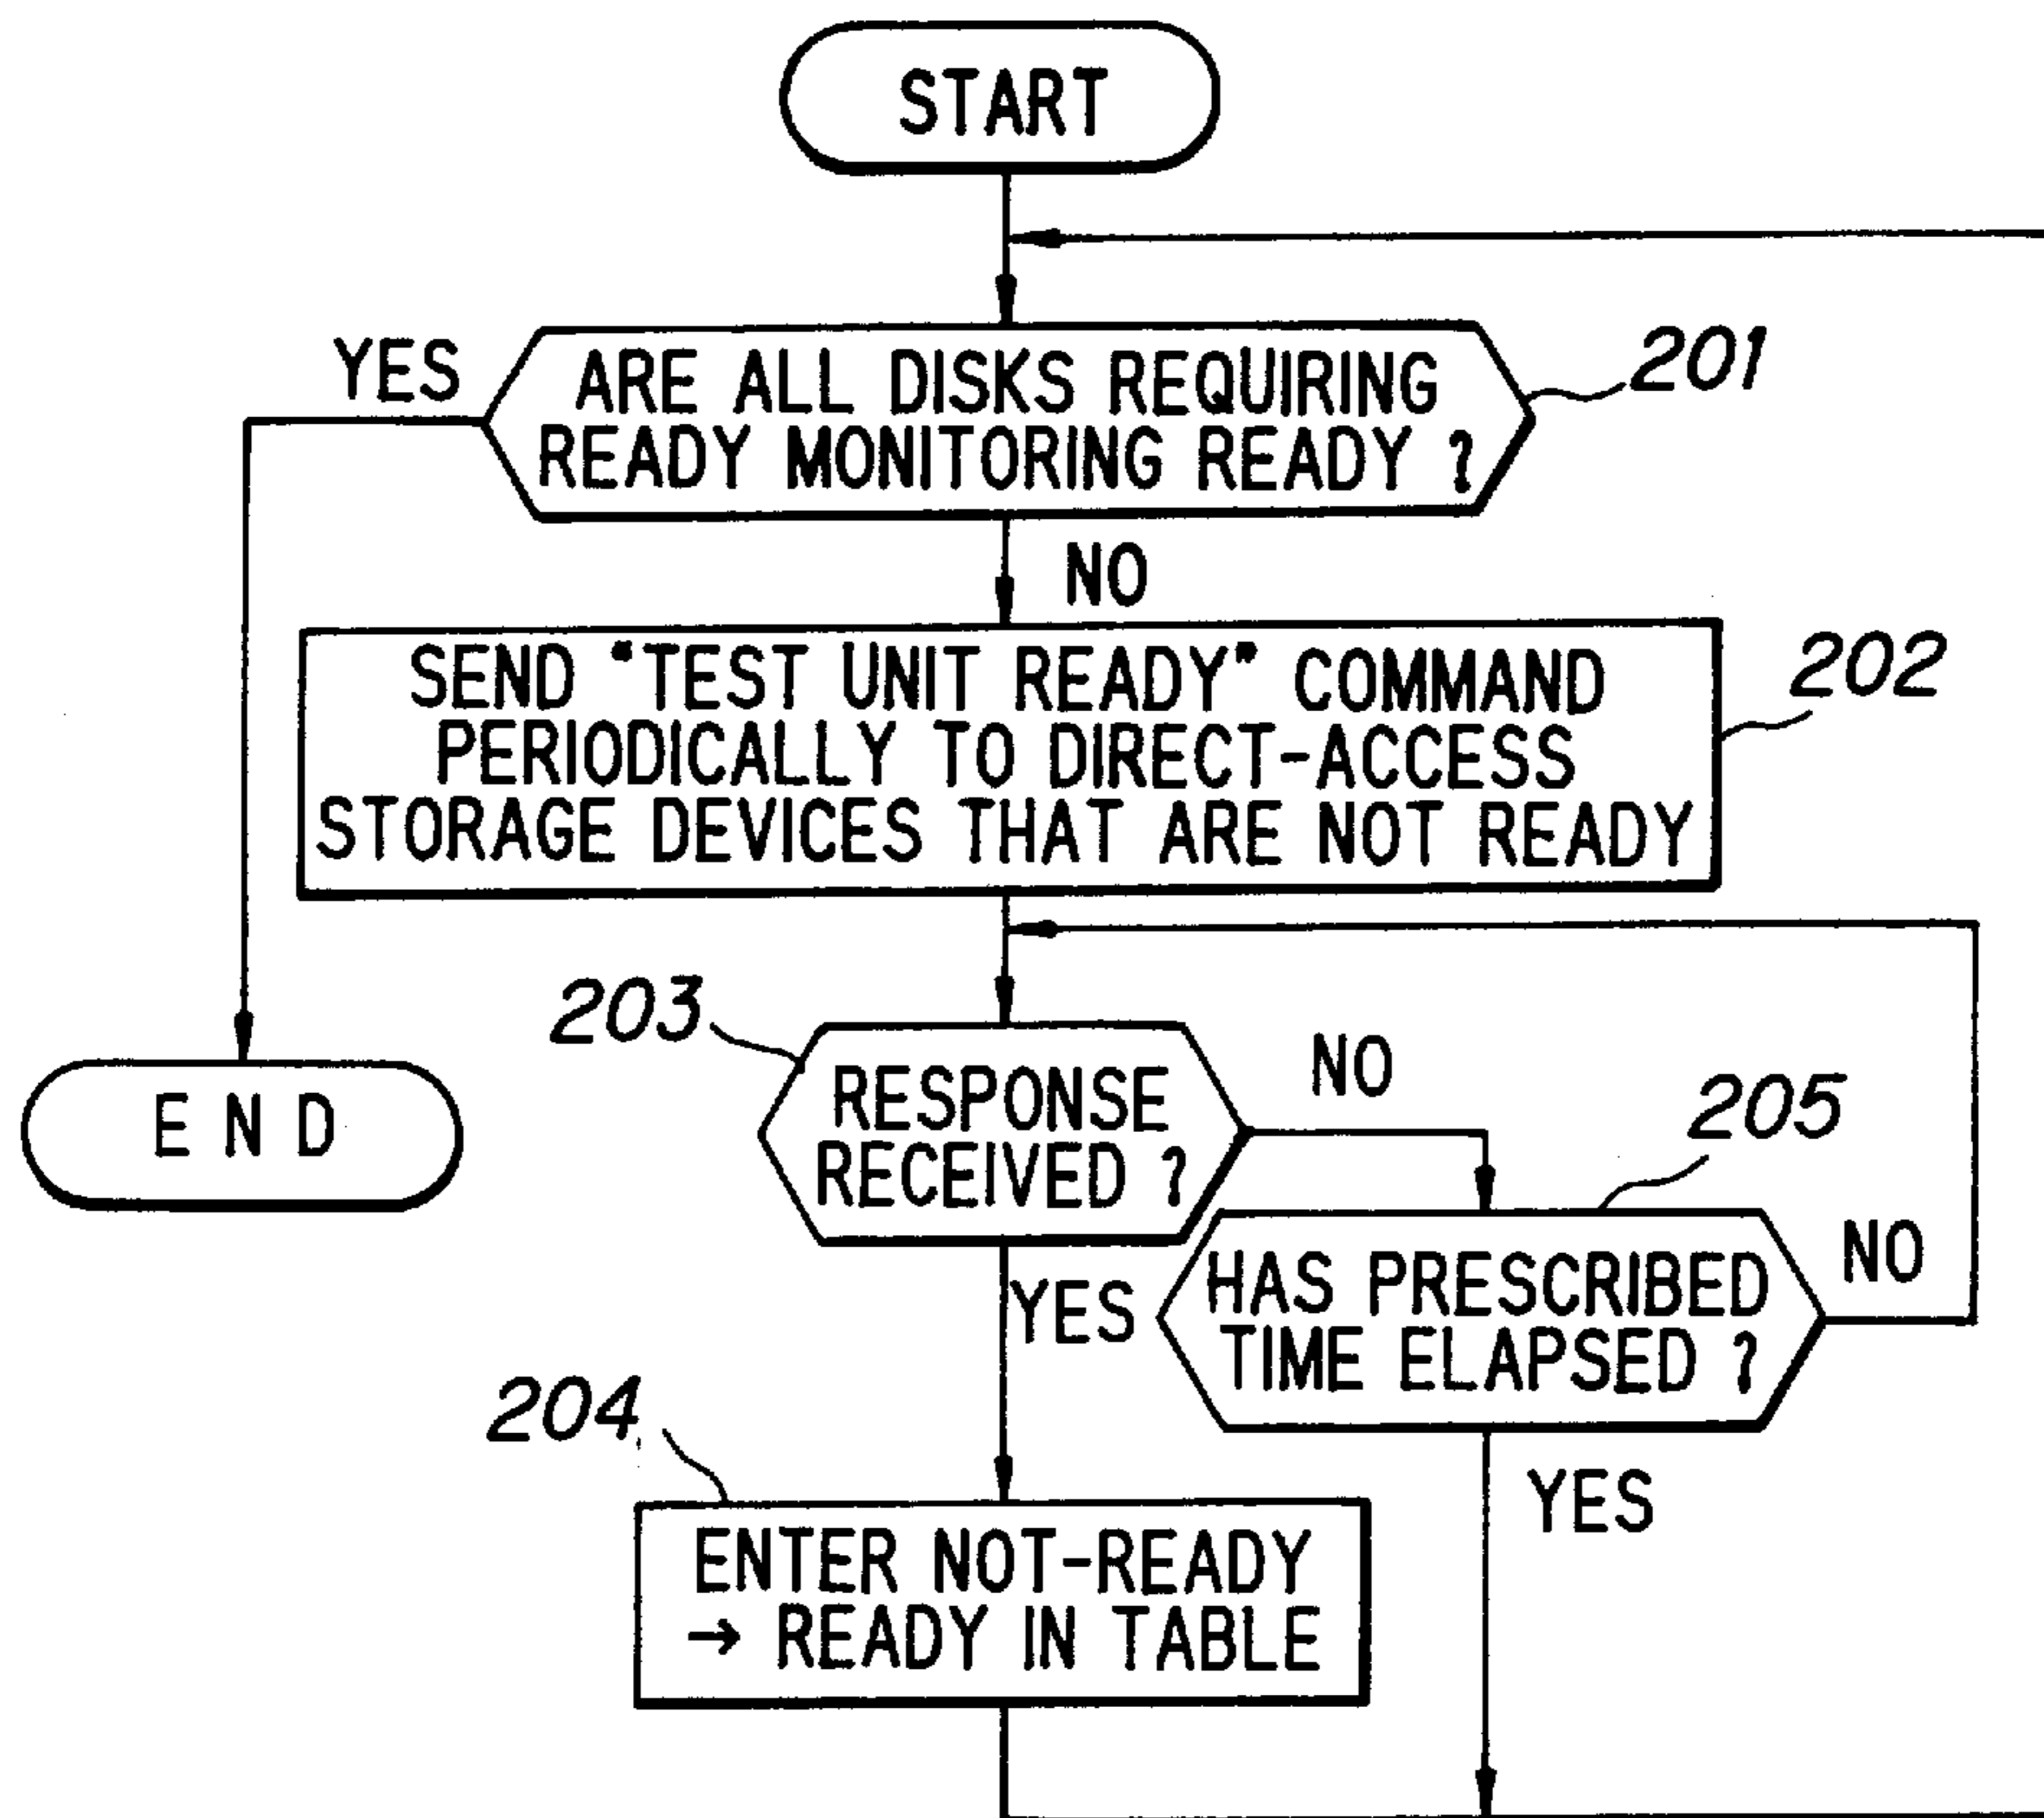 START
YES
ARE ALL DISKS REQUIRING
READY MONITORING READY ?
201
NO
SEND "TEST UNIT READY" COMMAND
PERIODICALLY TO DIRECT-ACCESS
STORAGE DEVICES THAT ARE NOT READY
202
203
RESPONSE
RECEIVED ?
NO
205
END
YES
HAS PRESCRIBED
TIME ELAPSED ?
NO
204
YES
ENTER NOT-READY
→ READY IN TABLE